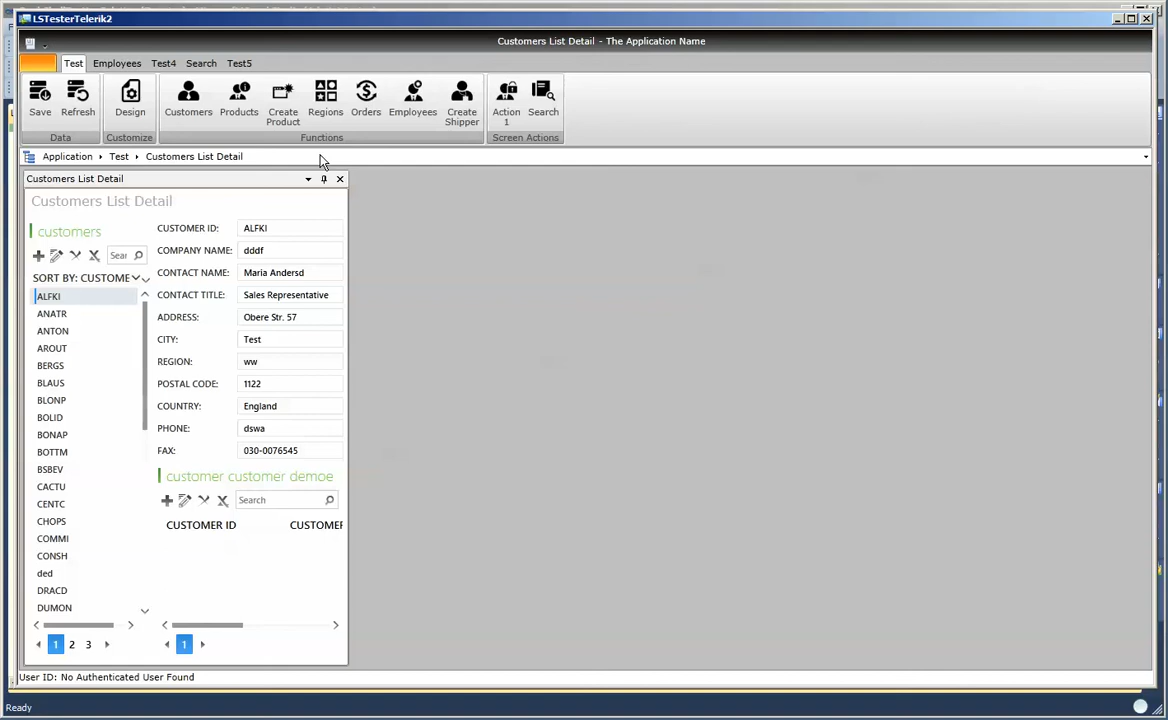 LSTesterTelerik2
Customers List Detail - The Application Name
Test Employees Test4 Search Test5
Save Refresh Design Customers Products Create Product Regions Orders Employees Create Shipper Action 1 Search
Data Customize Functions Screen Actions
Application Test Customers List Detail
Customers List Detail
Customers List Detail
customers
Sear
SORT BY: CUSTOME
ALFKI
ANATR
ANTON
AROUT
BERGS
BLAUS
BLONP
BOLID
BONAP
BOTTM
BSBEV
CACTU
CENTC
CHOPS
COMMI
CONSH
ded
DRACD
DUMON
1 2 3
CUSTOMER ID: ALFKI
COMPANY NAME: dddf
CONTACT NAME: Maria Andersd
CONTACT TITLE: Sales Representative
ADDRESS: Obere Str. 57
CITY: Test
REGION: ww
POSTAL CODE: 1122
COUNTRY: England
PHONE: dswa
FAX: 030-0076545
customer customer demoe
Search
CUSTOMER ID CUSTOMER
1
User ID: No Authenticated User Found
Ready